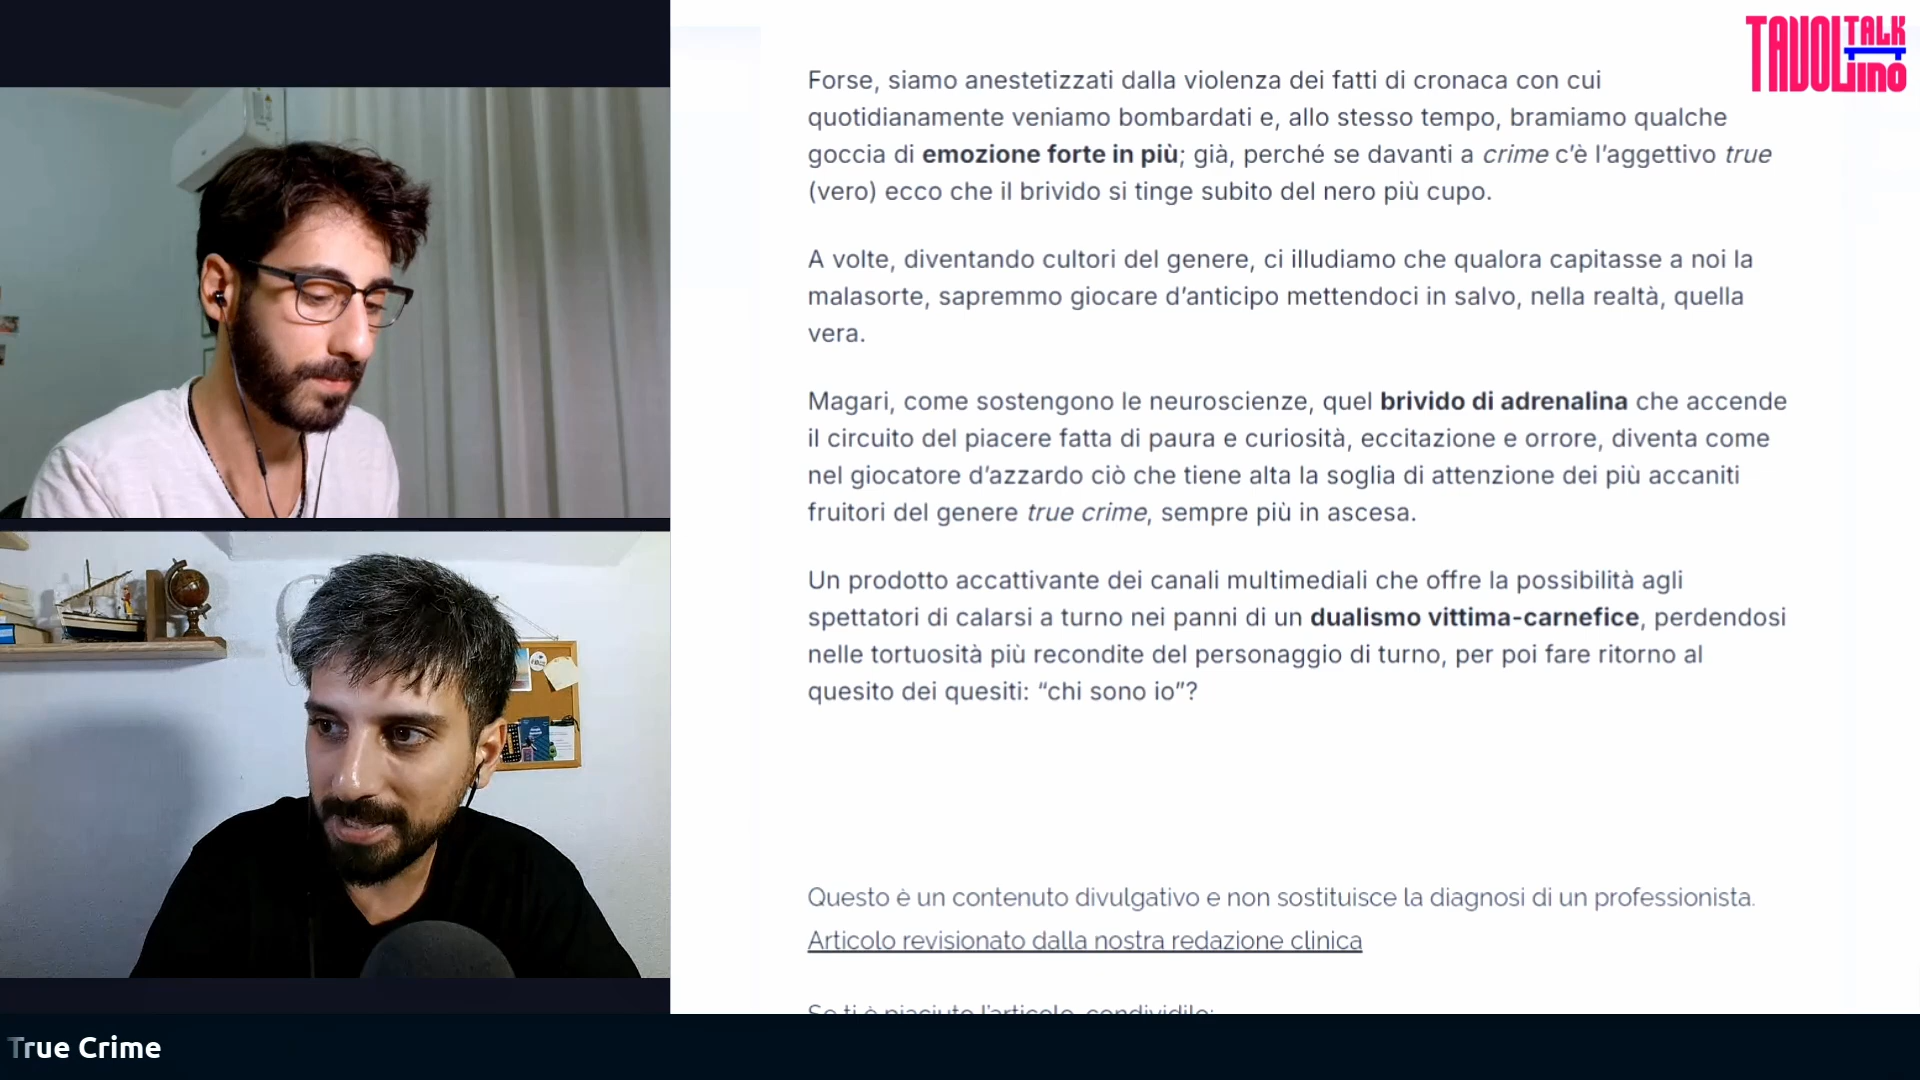 TAVOLINO TALK
Forse, siamo anestetizzati dalla violenza dei fatti di cronaca con cui
quotidianamente veniamo bombardati e, allo stesso tempo, bramiamo qualche
goccia di emozione forte in più; già, perché se davanti a crime c’è l’aggettivo true
(vero) ecco che il brivido si tinge subito del nero più cupo.
A volte, diventando cultori del genere, ci illudiamo che qualora capitasse a noi la
malasorte, sapremmo giocare d’anticipo mettendoci in salvo, nella realtà, quella
vera.
Magari, come sostengono le neuroscienze, quel brivido di adrenalina che accende
il circuito del piacere fatta di paura e curiosità, eccitazione e orrore, diventa come
nel giocatore d’azzardo ciò che tiene alta la soglia di attenzione dei più accaniti
fruitori del genere true crime, sempre più in ascesa.
Un prodotto accattivante dei canali multimediali che offre la possibilità agli
spettatori di calarsi a turno nei panni di un dualismo vittima-carnefice, perdendosi
nelle tortuosità più recondite del personaggio di turno, per poi fare ritorno al
quesito dei quesiti: “chi sono io”?
Questo è un contenuto divulgativo e non sostituisce la diagnosi di un professionista.
Articolo revisionato dalla nostra redazione clinica
Se ti è piaciuto l’articolo, condividilo:
True Crime